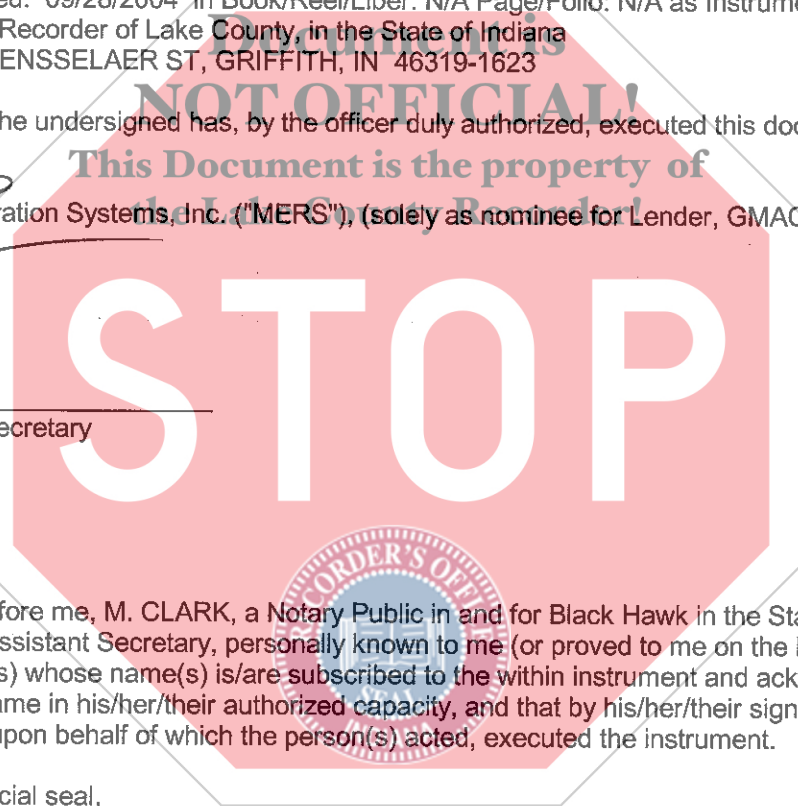 ed: 09/28/2004 in Book/Reel/Liber: N/A Page/Folio: N/A as Instrume
Recorder of Lake County, in the State of Indiana
Document is
ENSSELAER ST, GRIFFITH, IN 46319-1623
NOT OFFICIAL!
he undersigned has, by the officer duly authorized, executed this doc
This Document is the property of
the Lake County Recorder!
ration Systems, Inc. ("MERS"), (solely as nominee for Lender, GMAC
STOP
ecretary
RECORDER'S OFFICE
fore me, M. CLARK, a Notary Public in and for Black Hawk in the Sta
ssistant Secretary, personally known to me (or proved to me on the
s) whose name(s) is/are subscribed to the within instrument and ack
ame in his/her/their authorized capacity, and that by his/her/their sign
SEAL
INDIANA
upon behalf of which the person(s) acted, executed the instrument.
cial seal.